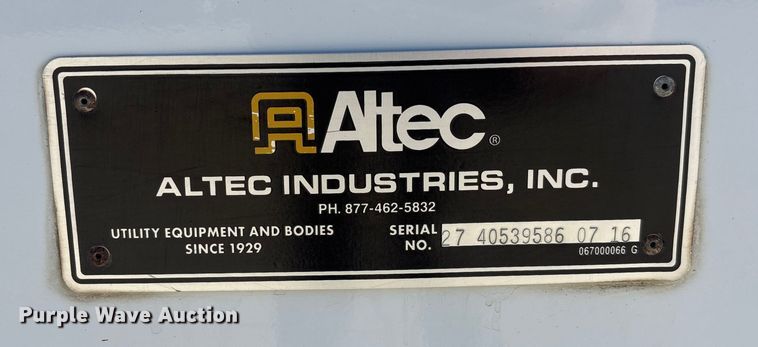 Altec®
ALTEC INDUSTRIES, INC.
PH. 877-462-5832
UTILITY EQUIPMENT AND BODIES
SINCE 1929
SERIAL
NO.
27 40539586 07 16
067000066 G
Purple Wave Auction